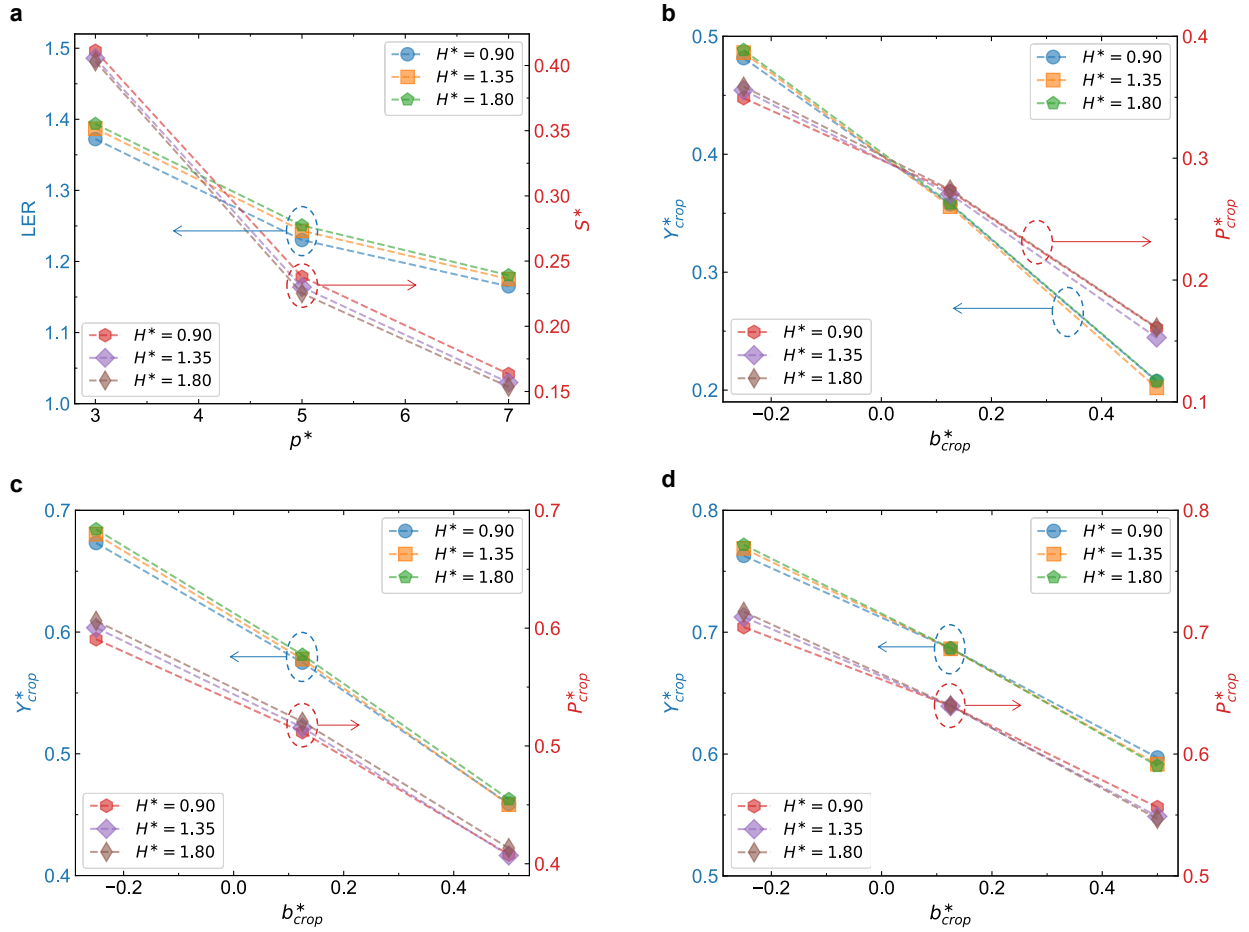 a
LER
1.5
1.4
1.3
1.2
1.1
1.0
3
4
5
6
7
p*
0.40
0.35
0.30
0.25
0.20
0.15
S*
H* = 0.90
H* = 1.35
H* = 1.80
H* = 0.90
H* = 1.35
H* = 1.80
b
Y*crop
0.5
0.4
0.3
0.2
−0.2
0.0
0.2
0.4
b*crop
0.4
0.3
0.2
0.1
P*crop
H* = 0.90
H* = 1.35
H* = 1.80
H* = 0.90
H* = 1.35
H* = 1.80
c
Y*crop
0.7
0.6
0.5
0.4
−0.2
0.0
0.2
0.4
b*crop
0.7
0.6
0.5
0.4
P*crop
H* = 0.90
H* = 1.35
H* = 1.80
H* = 0.90
H* = 1.35
H* = 1.80
d
Y*crop
0.8
0.7
0.6
0.5
−0.2
0.0
0.2
0.4
b*crop
0.8
0.7
0.6
0.5
P*crop
H* = 0.90
H* = 1.35
H* = 1.80
H* = 0.90
H* = 1.35
H* = 1.80